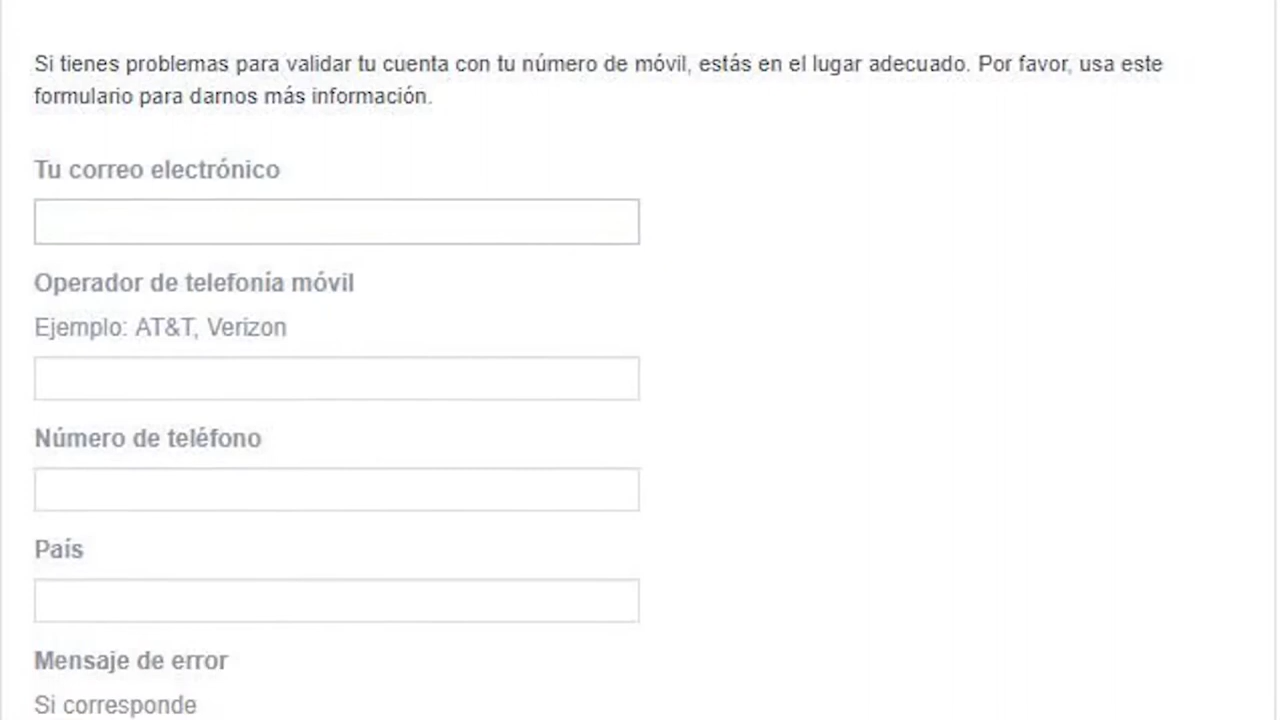 Si tienes problemas para validar tu cuenta con tu número de móvil, estás en el lugar adecuado. Por favor, usa este
formulario para darnos más información.
Tu correo electrónico
Operador de telefonía móvil
Ejemplo: AT&T, Verizon
Número de teléfono
País
Mensaje de error
Si corresponde